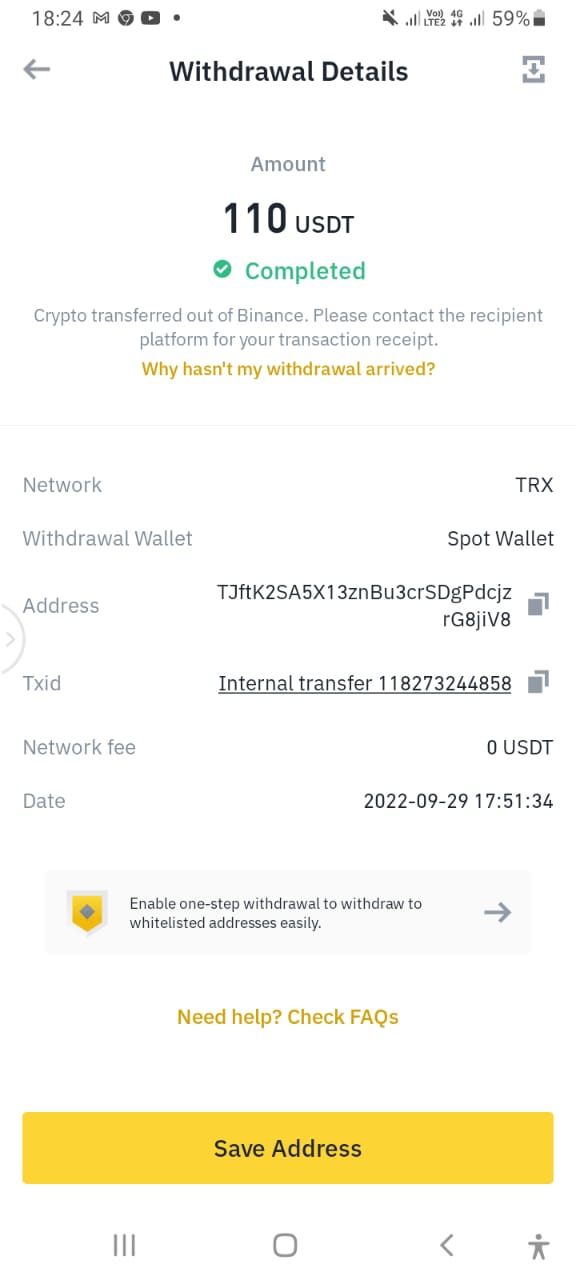 18:24
Vo)) 4G 59%
LTE2
Withdrawal Details
Amount
110 USDT
Completed
Crypto transferred out of Binance. Please contact the recipient
platform for your transaction receipt.
Why hasn't my withdrawal arrived?
Network TRX
Withdrawal Wallet Spot Wallet
Address TJftK2SA5X13znBu3crSDgPdcjz
rG8jiV8
Txid Internal transfer 118273244858
Network fee 0 USDT
Date 2022-09-29 17:51:34
Enable one-step withdrawal to withdraw to
whitelisted addresses easily.
Need help? Check FAQs
Save Address